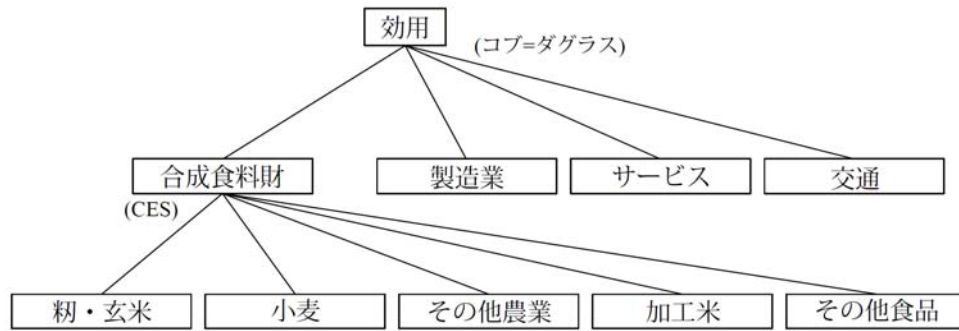 効用
(コブ=ダグラス)
合成食料財
製造業
サービス
交通
(CES)
籾・玄米
小麦
その他農業
加工米
その他食品